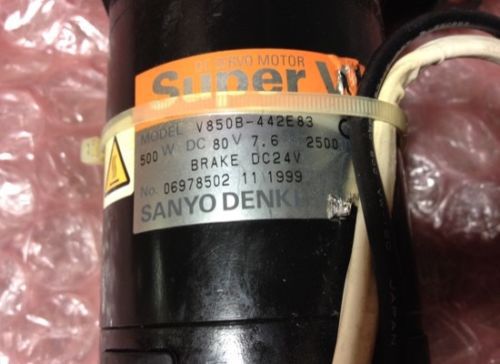 SERVO MOTOR
Super
MODEL V850B-442E83
500 W DC 80 V 7.6 2500
BRAKE DC24V
No. 06978502 11 1999
SANYO DENKI
JAPAN